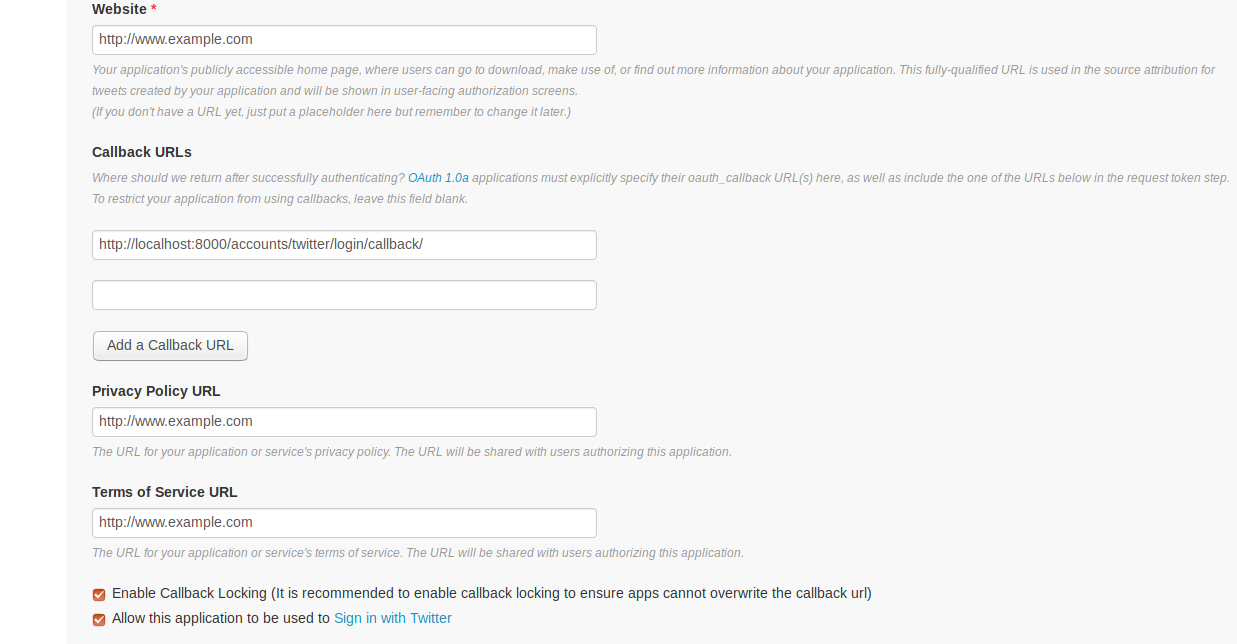 Website *
http://www.example.com
Your application's publicly accessible home page, where users can go to download, make use of, or find out more information about your application. This fully-qualified URL is used in the source attribution for
tweets created by your application and will be shown in user-facing authorization screens.
(If you don't have a URL yet, just put a placeholder here but remember to change it later.)
Callback URLs
Where should we return after successfully authenticating? OAuth 1.0a applications must explicitly specify their oauth_callback URL(s) here, as well as include the one of the URLs below in the request token step.
To restrict your application from using callbacks, leave this field blank.
http://localhost:8000/accounts/twitter/login/callback/
Add a Callback URL
Privacy Policy URL
http://www.example.com
The URL for your application or service's privacy policy. The URL will be shared with users authorizing this application.
Terms of Service URL
http://www.example.com
The URL for your application or service's terms of service. The URL will be shared with users authorizing this application.
Enable Callback Locking (It is recommended to enable callback locking to ensure apps cannot overwrite the callback url)
Allow this application to be used to Sign in with Twitter